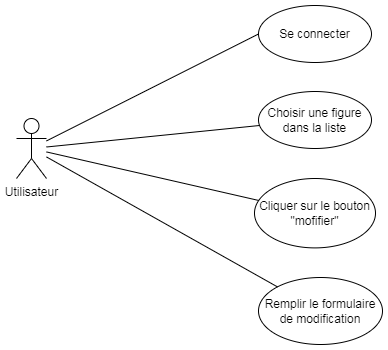 Se connecter
Choisir une figure
dans la liste
Utilisateur
Cliquer sur le bouton
"mofifier"
Remplir le formulaire
de modification